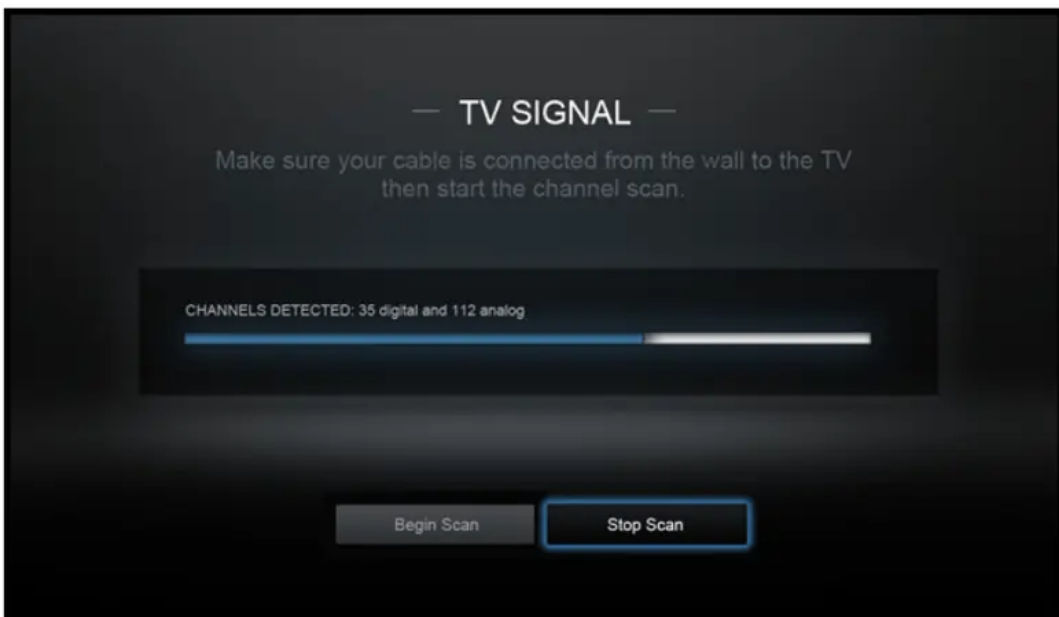 — TV SIGNAL —
Make sure your cable is connected from the wall to the TV
then start the channel scan.
CHANNELS DETECTED: 35 digital and 112 analog
Begin Scan
Stop Scan